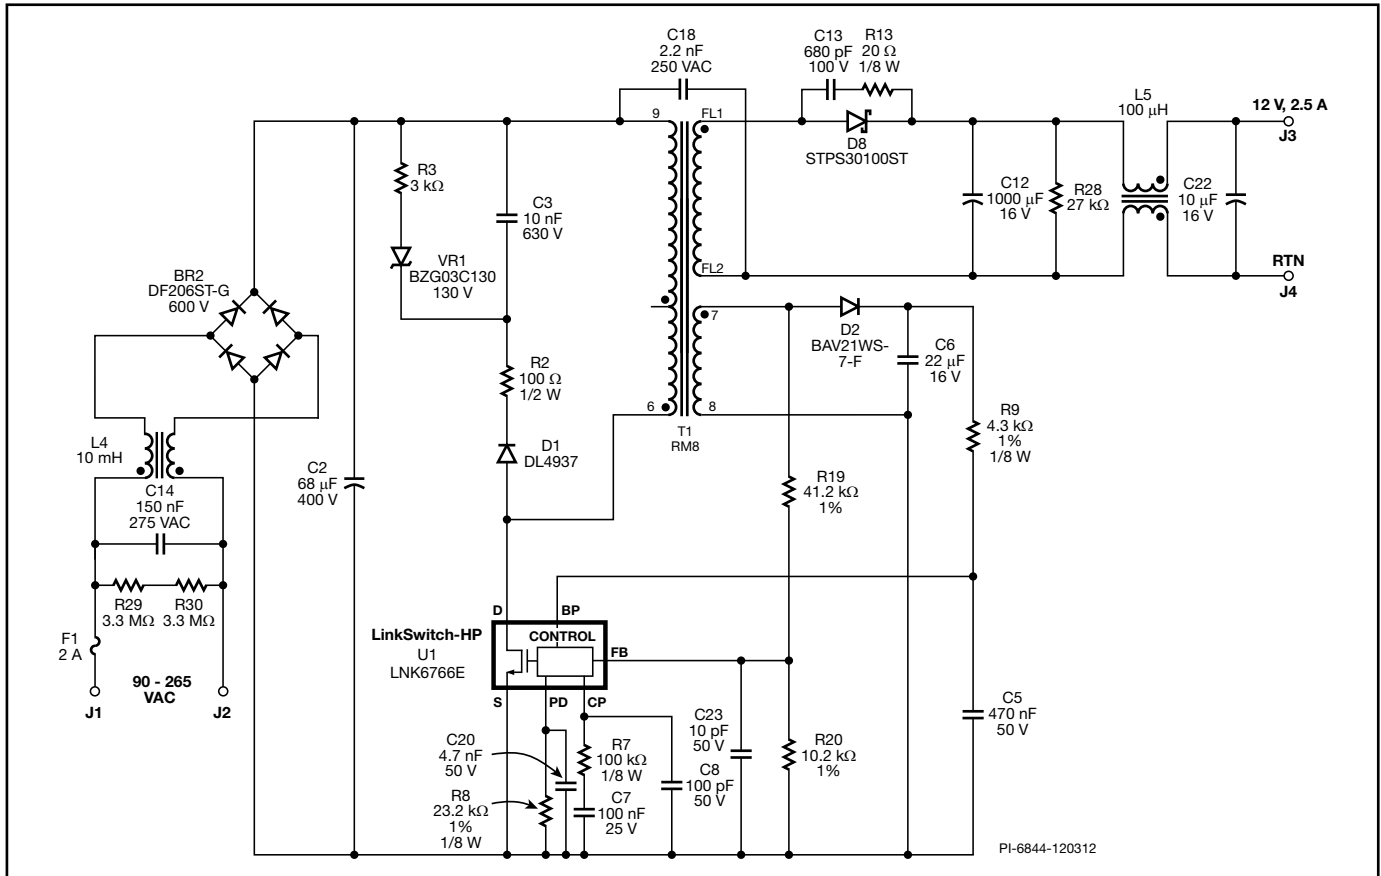 C18
2.2 nF
250 VAC
C13
680 pF
100 V
R13
20 Ω
1/8 W
D8
STPS30100ST
L5
100 μH
12 V, 2.5 A
J3
9
FL1
FL2
R3
3 kΩ
C3
10 nF
630 V
VR1
BZG03C130
130 V
C12
1000 μF
16 V
R28
27 kΩ
C22
10 μF
16 V
RTN
J4
BR2
DF206ST-G
600 V
R2
100 Ω
1/2 W
7
D2
BAV21WS-
7-F
C6
22 μF
16 V
6
8
T1
RM8
R9
4.3 kΩ
1%
1/8 W
L4
10 mH
C14
150 nF
275 VAC
C2
68 μF
400 V
D1
DL4937
R19
41.2 kΩ
1%
R29
3.3 MΩ
R30
3.3 MΩ
F1
2 A
90 - 265
VAC
J1
J2
LinkSwitch-HP
U1
LNK6766E
D
BP
CONTROL
FB
S
PD
CP
C20
4.7 nF
50 V
R8
23.2 kΩ
1%
1/8 W
R7
100 kΩ
1/8 W
C7
100 nF
25 V
C8
100 pF
50 V
C23
10 pF
50 V
R20
10.2 kΩ
1%
C5
470 nF
50 V
PI-6844-120312